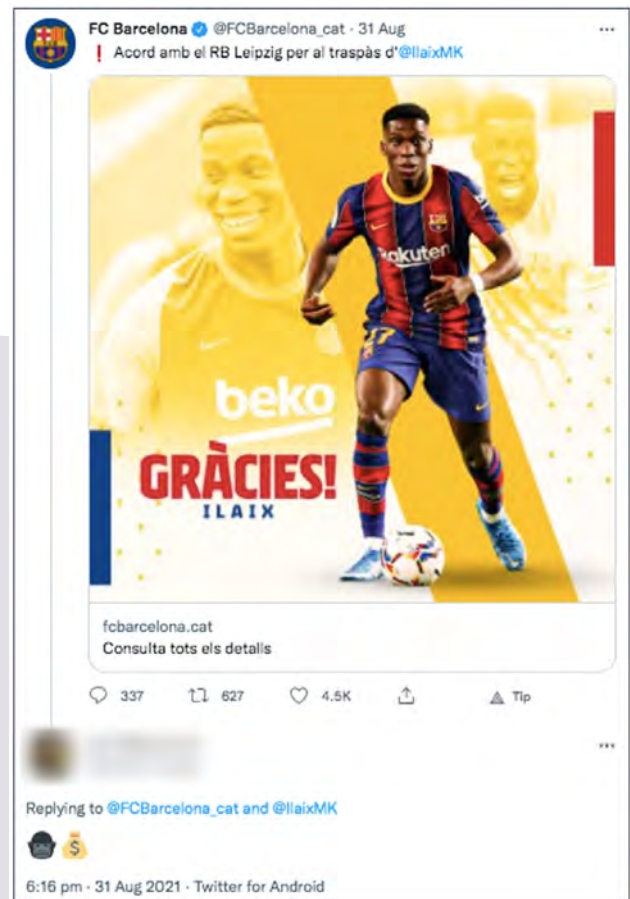 FC Barcelona @FCBarcelona_cat · 31 Aug
❗ Acord amb el RB Leipzig per al traspàs d'@IlaixMK
Rakuten
27
beko
GRÀCIES!
ILAIX
fcbarcelona.cat
Consulta tots els detalls
337 627 4.5K Tip
Replying to @FCBarcelona_cat and @IlaixMK
6:16 pm · 31 Aug 2021 · Twitter for Android